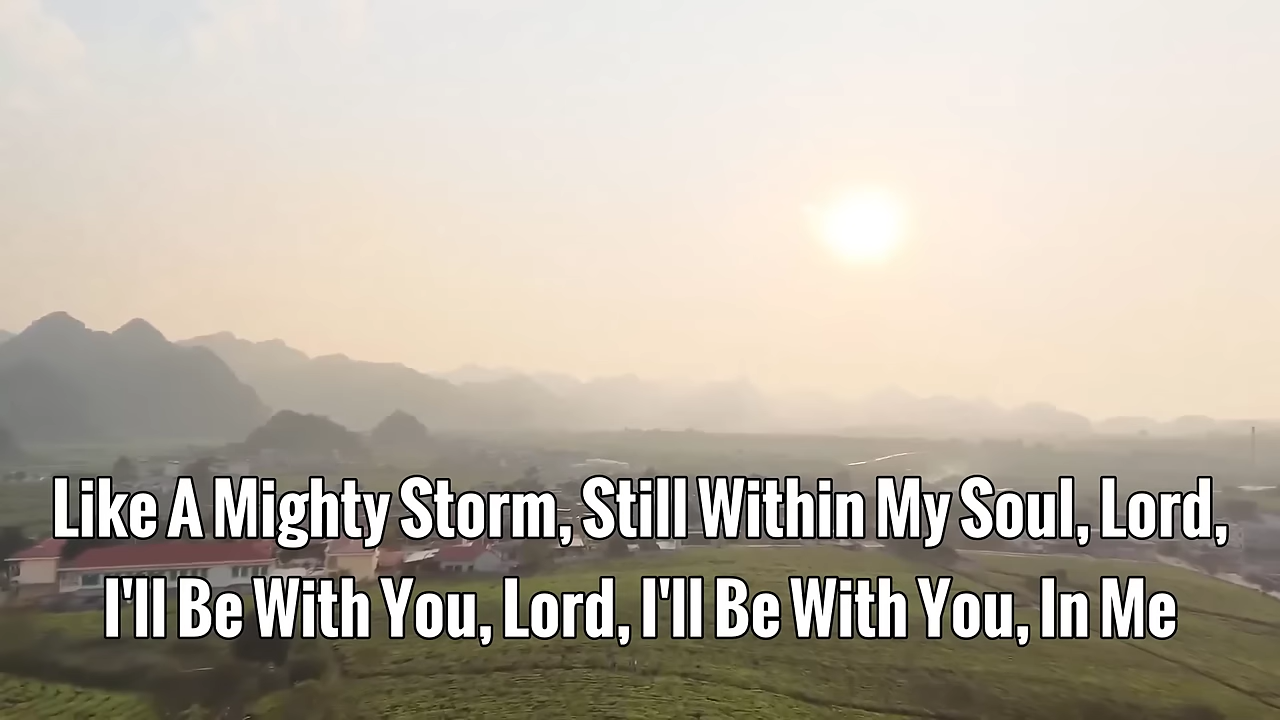 Like A Mighty Storm, Still Within My Soul, Lord,
I'll Be With You, Lord, I'll Be With You, In Me